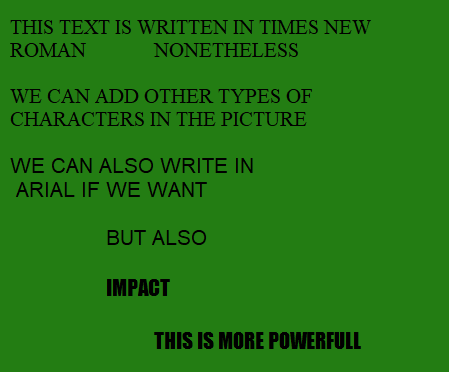 THIS TEXT IS WRITTEN IN TIMES NEW
ROMAN NONETHELESS
WE CAN ADD OTHER TYPES OF
CHARACTERS IN THE PICTURE
WE CAN ALSO WRITE IN
ARIAL IF WE WANT
BUT ALSO
IMPACT
THIS IS MORE POWERFULL